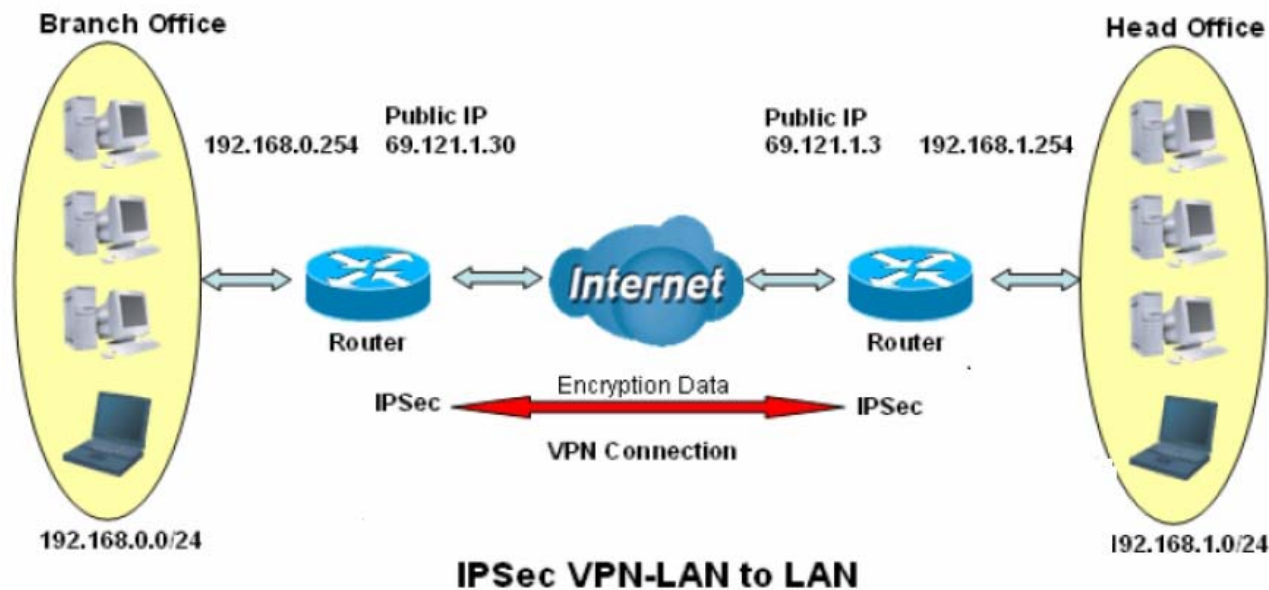 Branch Office
Head Office
Public IP
192.168.0.254 69.121.1.30
Public IP
69.121.1.3 192.168.1.254
Internet
Router
Router
Encryption Data
IPSec
IPSec
VPN Connection
192.168.0.0/24
192.168.1.0/24
IPSec VPN-LAN to LAN